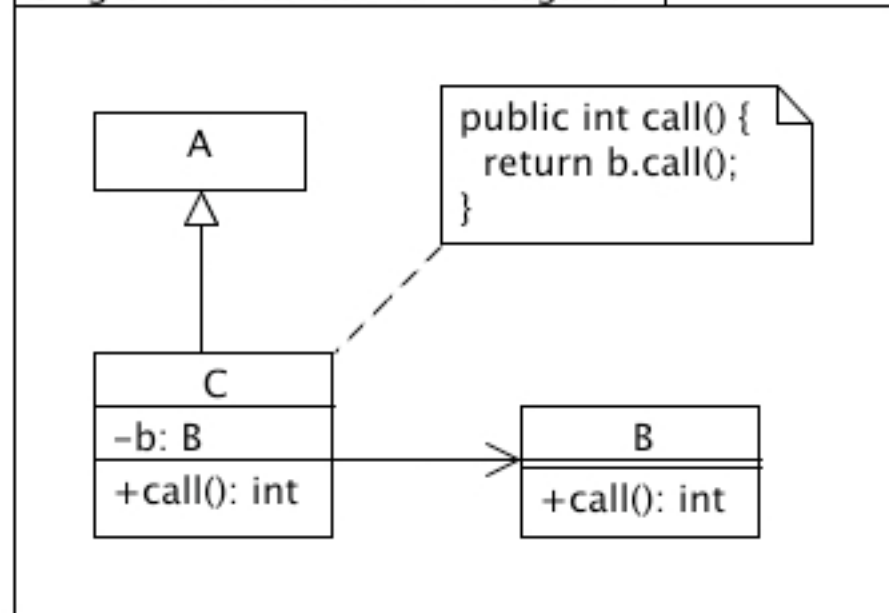 A
public int call() {
return b.call();
}
C
-b: B
+call(): int
B
+call(): int